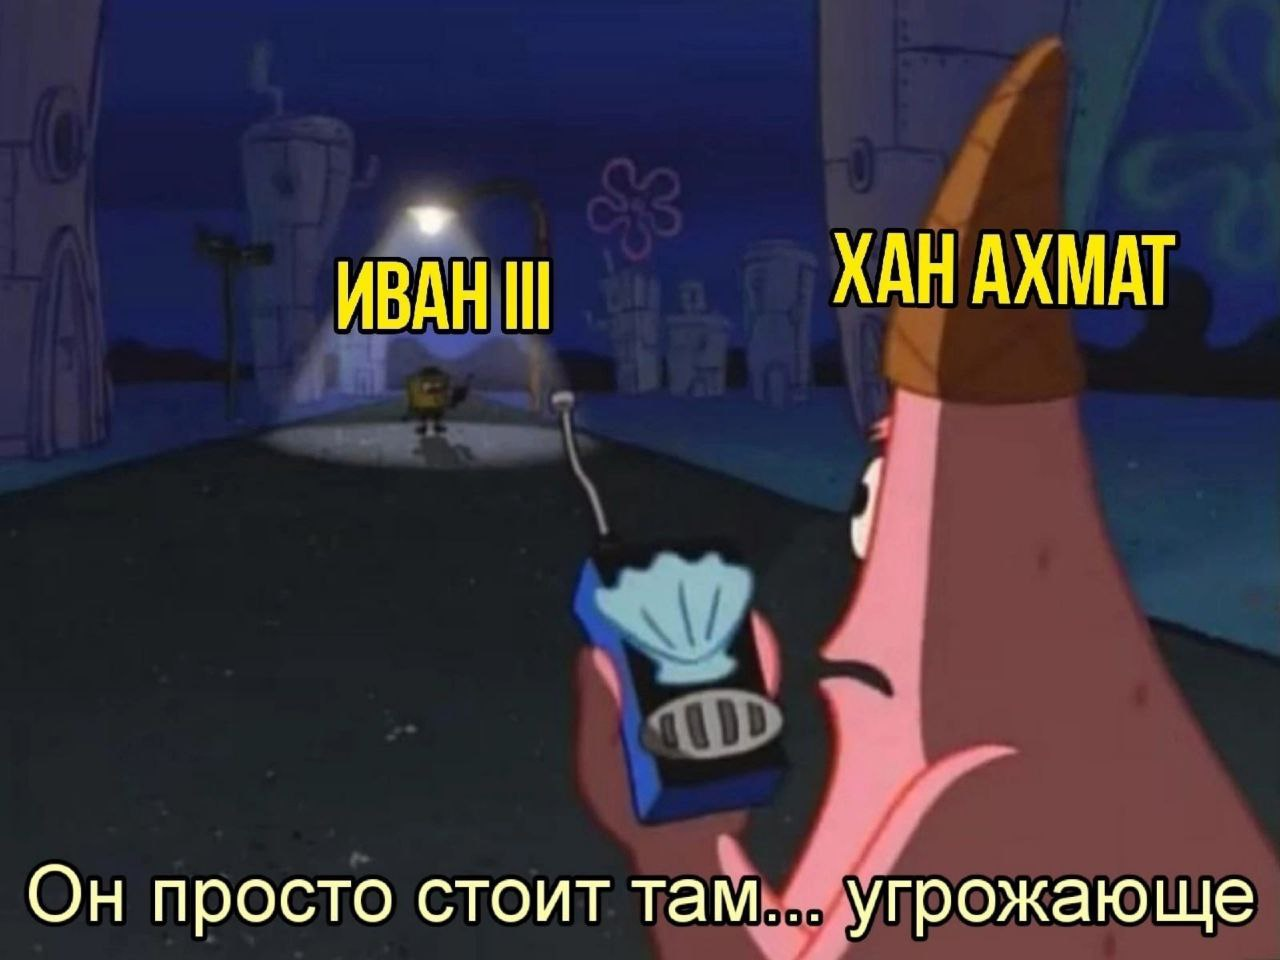 ХАН АХМАТ
ИВАН III
Он просто стоит там... угрожающе